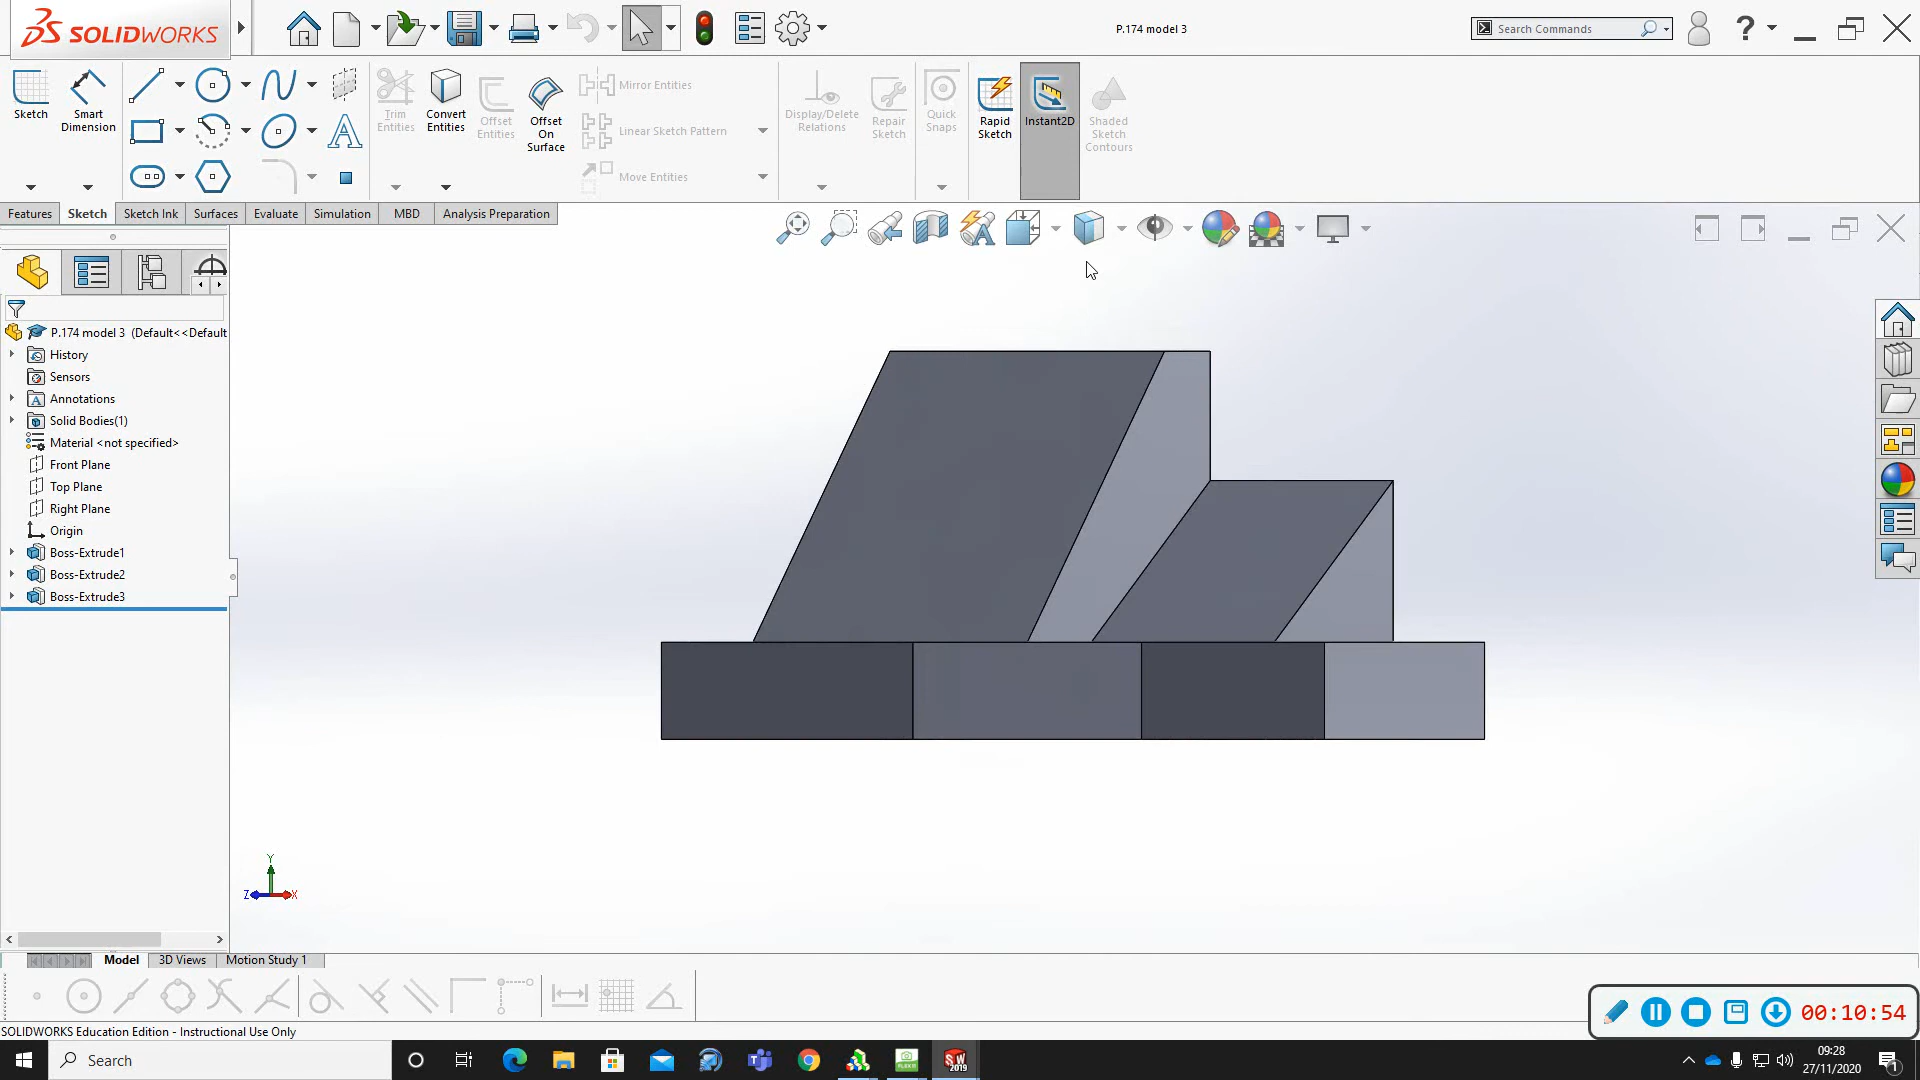 SOLIDWORKS
P.174 model 3
Search Commands
Sketch
Smart Dimension
Trim Entities
Convert Entities
Offset Entities
Offset On Surface
Mirror Entities
Linear Sketch Pattern
Move Entities
Display/Delete Relations
Repair Sketch
Quick Snaps
Rapid Sketch
Instant2D
Shaded Sketch Contours
Features
Sketch
Sketch Ink
Surfaces
Evaluate
Simulation
MBD
Analysis Preparation
P.174 model 3 (Default<<Default
History
Sensors
Annotations
Solid Bodies(1)
Material <not specified>
Front Plane
Top Plane
Right Plane
Origin
Boss-Extrude1
Boss-Extrude2
Boss-Extrude3
Y
Z
X
Model
3D Views
Motion Study 1
SOLIDWORKS Education Edition - Instructional Use Only
00:10:54
Search
SW
2019
09:28
27/11/2020
1